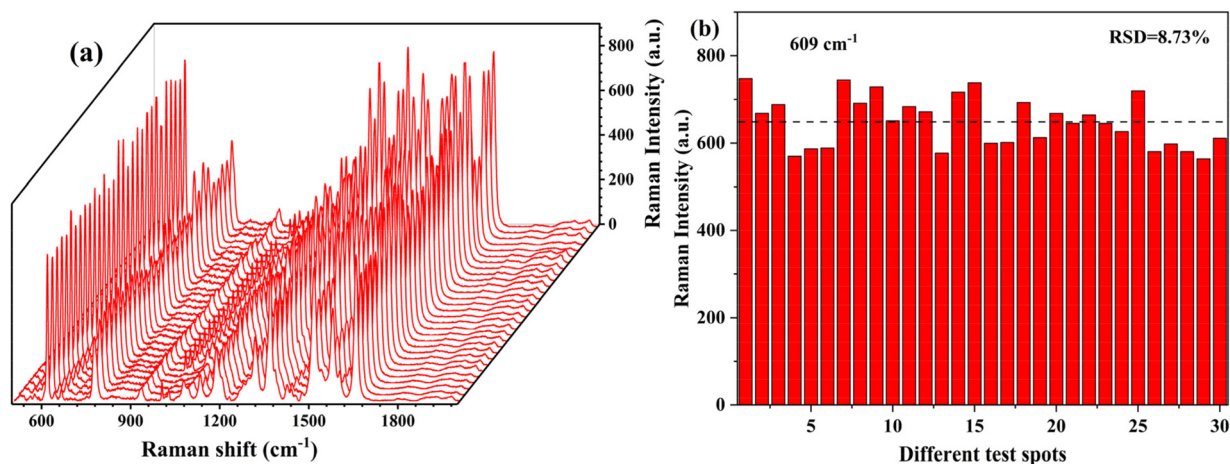 (a)
800
600
400
200
0
Raman Intensity (a.u.)
600 900 1200 1500 1800
Raman shift (cm⁻¹)
(b)
609 cm⁻¹
RSD=8.73%
800
600
400
200
0
Raman Intensity (a.u.)
5 10 15 20 25 30
Different test spots